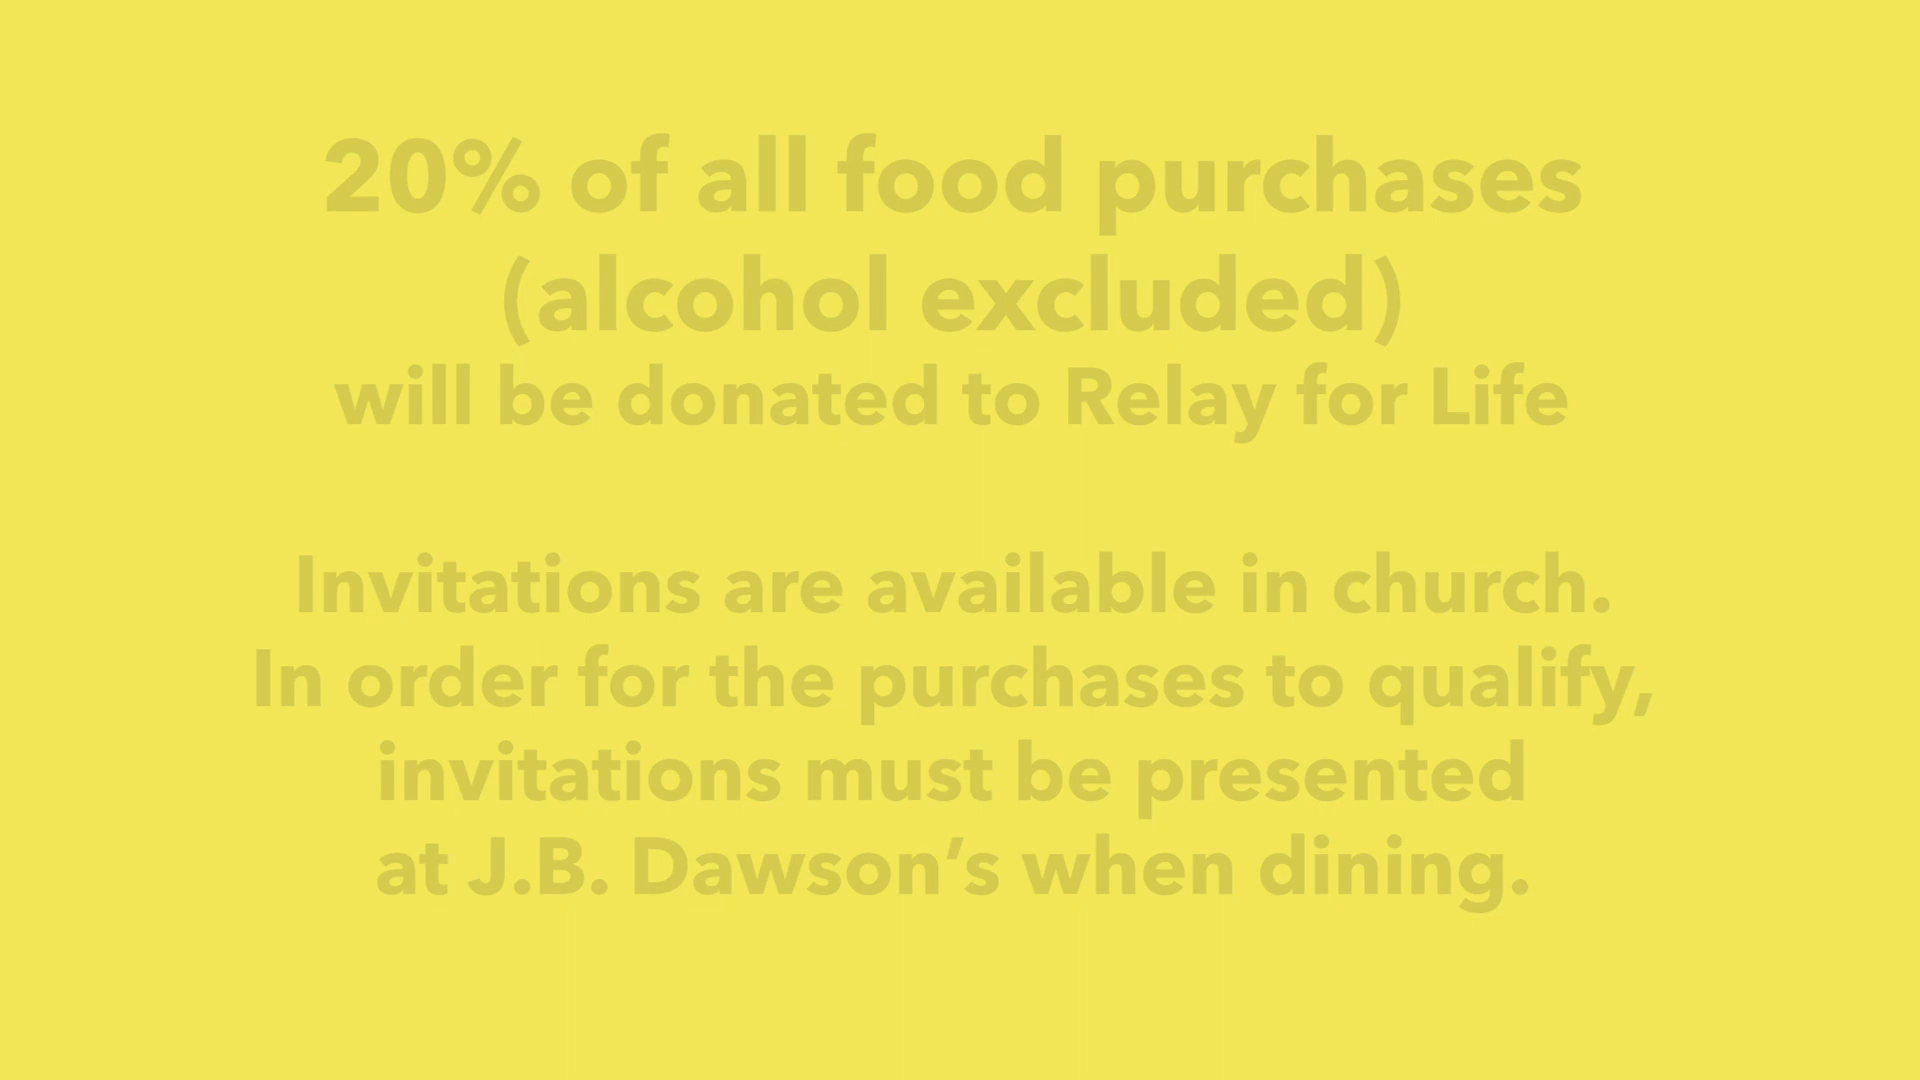 20% of all food purchases
(alcohol excluded)
will be donated to Relay for Life
Invitations are available in church.
In order for the purchases to qualify,
invitations must be presented
at J.B. Dawson’s when dining.